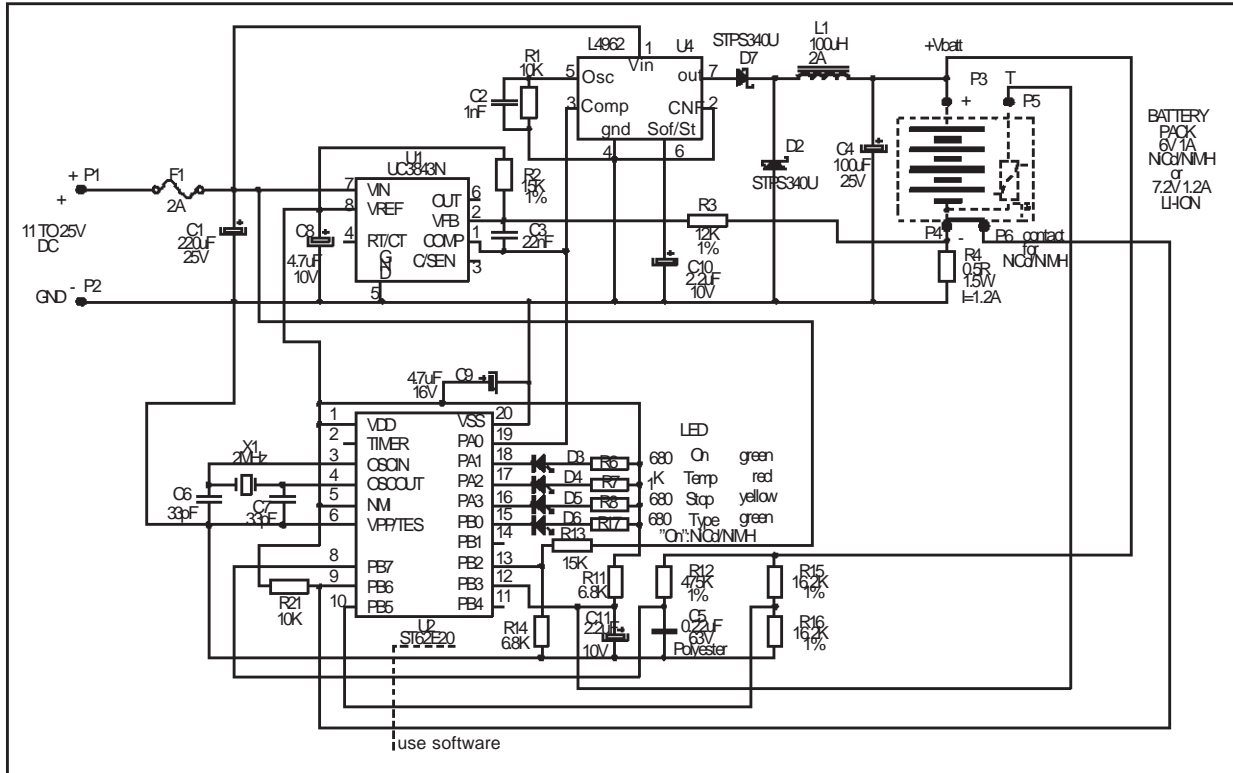 L4962
U4
1
Vin
R1
10K
5 Osc
C2
1nF
3 Comp
out 7
CNF 2
gnd
4
Sof/St
6
STPS340U
D7
L1
100uH
2A
+Vbatt
P3
T
P5
+
BATTERY
PACK
6V 1A
NiCd/NiMH
or
7.2V 1.2A
LI-ION
D2
STPS340U
C4
100uF
25V
P4
-
P6
contact
for
NiCd/NiMH
R4
0.5R
1.5W
I=1.2A
+ P1
+
F1
2A
11 TO 25V
DC
C1
220uF
25V
GND - P2
U1
UC3843N
7 VIN
8 VREF
4 RT/CT
G
N
D
5
OUT 6
VFB 2
COMP 1
C/SEN 3
C8
4.7uF
10V
R2
15K
1%
C3
22nF
R3
12K
1%
C10
2.2uF
10V
4.7uF
16V
C9
1 VDD
2 TIMER
3 OSCIN
4 OSCOUT
5 NMI
6 VPP/TES
8 PB7
9 PB6
10 PB5
VSS 20
PA0 19
PA1 18
PA2 17
PA3 16
PB0 15
PB1 14
PB2 13
PB3 12
PB4 11
U2
ST62E20
X1
2MHz
C6
33pF
C7
33pF
R21
10K
LED
D3 R6 680 On green
D4 R7 1K Temp red
D5 R8 680 Stop yellow
D6 R17 680 Type green
"On":NiCd/NiMH
R13
15K
R14
6.8K
R11
6.8K
C11
2.2uF
10V
R12
475K
1%
C5
0.22uF
63V
Polyester
R15
16.2K
1%
R16
16.2K
1%
use software